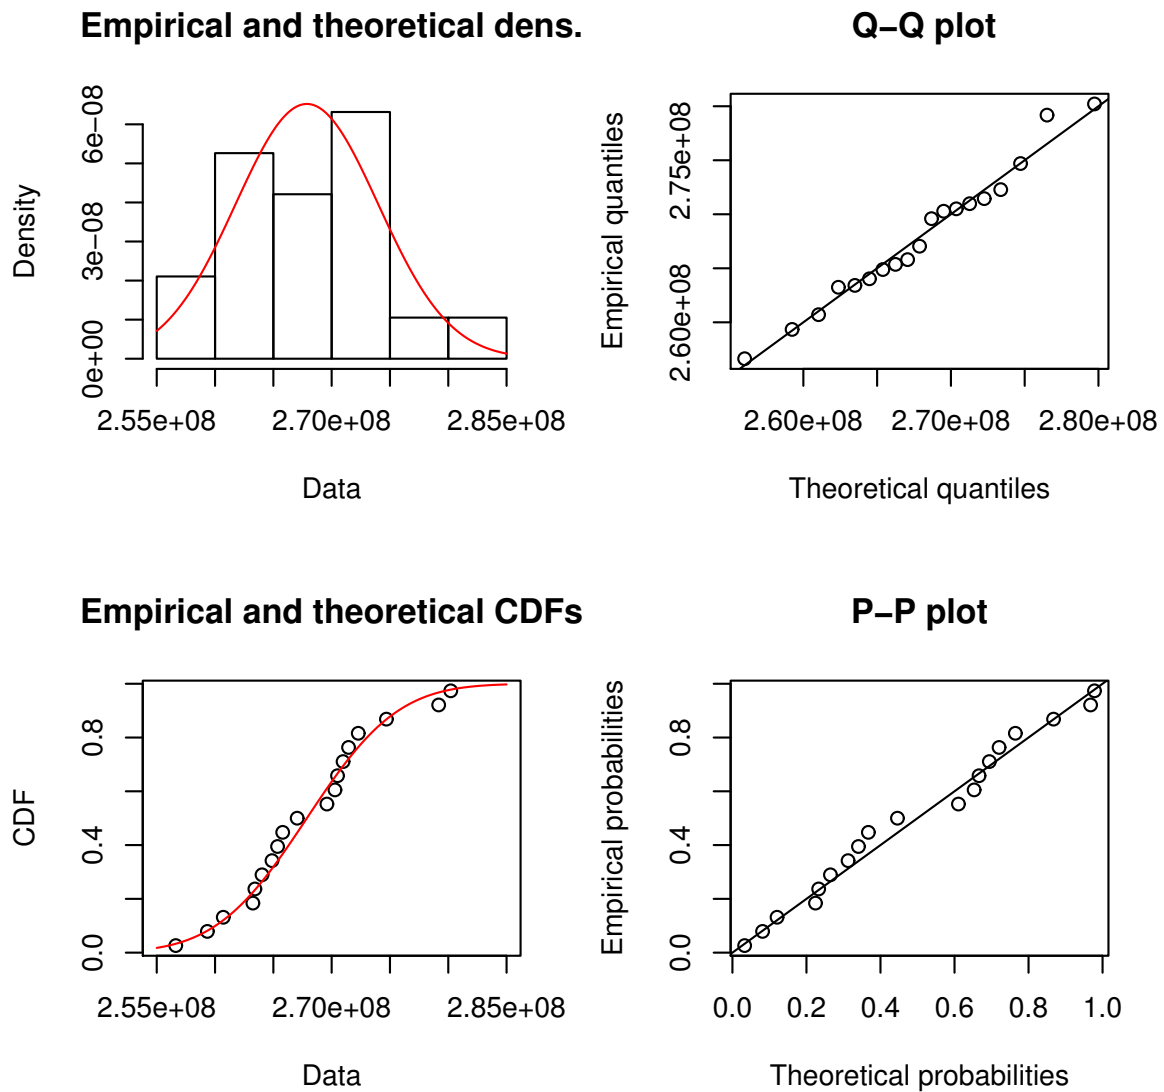 Empirical and theoretical dens.
Density
0e+00 3e−08 6e−08
2.55e+08 2.70e+08 2.85e+08
Data
Q−Q plot
Empirical quantiles
2.60e+08 2.75e+08
2.60e+08 2.70e+08 2.80e+08
Theoretical quantiles
Empirical and theoretical CDFs
CDF
0.0 0.4 0.8
2.55e+08 2.70e+08 2.85e+08
Data
P−P plot
Empirical probabilities
0.0 0.4 0.8
0.0 0.2 0.4 0.6 0.8 1.0
Theoretical probabilities